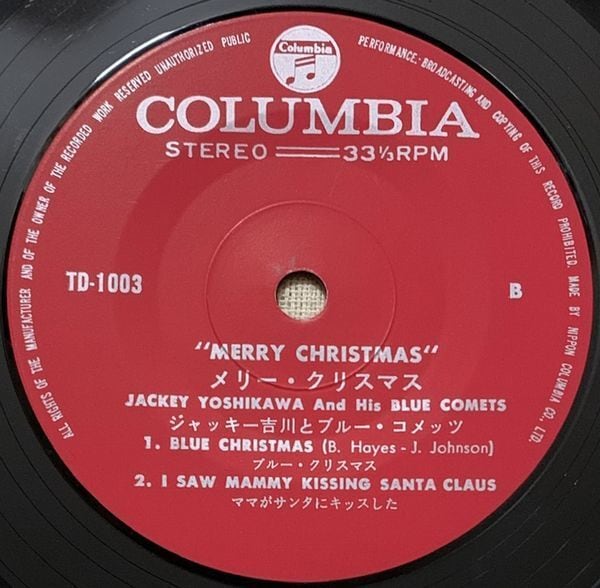 ALL RIGHTS OF THE MANUFACTURER AND OF THE OWNER OF THE RECORDED WORK RESERVED UNAUTHORIZED PUBLIC PERFORMANCE·BROADCASTING AND COPYING OF THIS RECORD PROHIBITED. MADE BY NIPPON COLUMBIA CO., LTD.
Columbia
COLUMBIA
STEREO 33⅓RPM
TD-1003
B
"MERRY CHRISTMAS"
メリー・クリスマス
JACKEY YOSHIKAWA And His BLUE COMETS
ジャッキー吉川とブルー・コメッツ
1. BLUE CHRISTMAS (B. Hayes - J. Johnson)
ブルー・クリスマス
2. I SAW MAMMY KISSING SANTA CLAUS
ママがサンタにキッスした